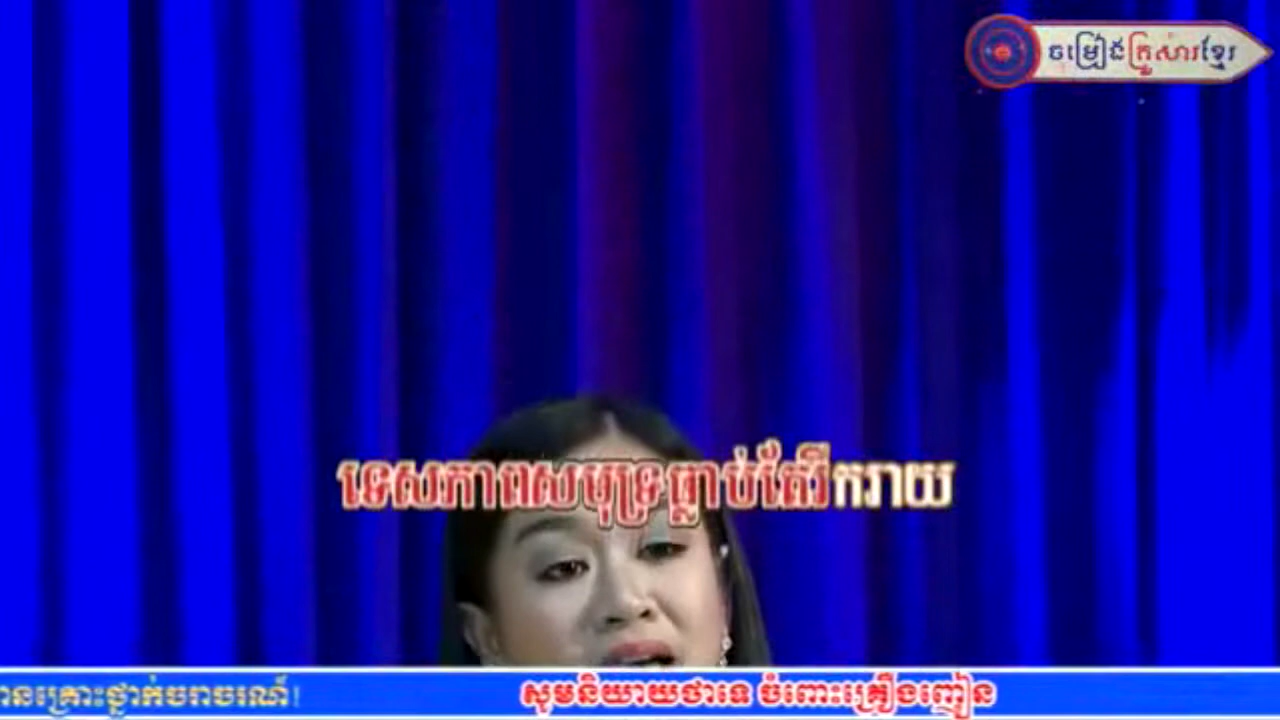 ចម្រៀងគ្រួសារខ្មែរ
ទេសភាពសមុទ្រធ្លាប់តែរីករាយ
ានគ្រោះថ្នាក់ចរាចរណ៍! សូមនិយាយថាទេ ចំពោះគ្រឿងញៀន